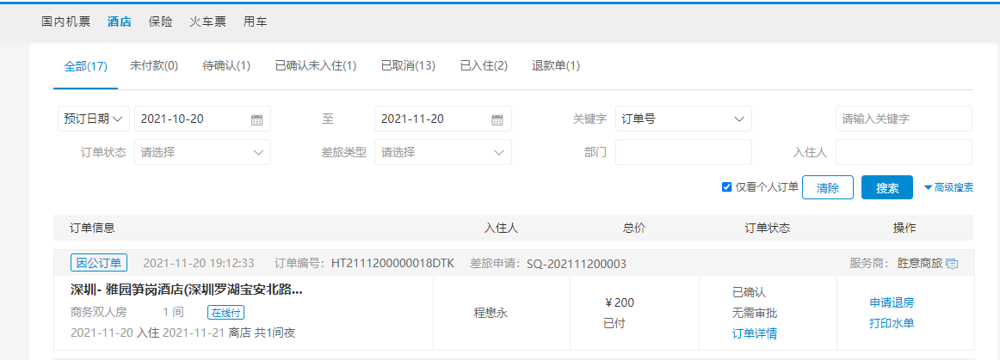 国内机票 酒店 保险 火车票 用车
全部(17) 未付款(0) 待确认(1) 已确认未入住(1) 已取消(13) 已入住(2) 退款单(1)
预订日期 2021-10-20 至 2021-11-20 关键字 订单号 请输入关键字
订单状态 请选择 差旅类型 请选择 部门 入住人
仅看个人订单 清除 搜索 高级搜索
订单信息 入住人 总价 订单状态 操作
因公订单 2021-11-20 19:12:33 订单编号：HT2111200000018DTK 差旅申请：SQ-202111200003 服务商：胜意商旅
深圳- 雅园笋岗酒店(深圳罗湖宝安北路...
商务双人房 1 间 在线付
2021-11-20 入住 2021-11-21 离店 共1间夜
程懋永
￥200
已付
已确认
无需审批
订单详情
申请退房
打印水单